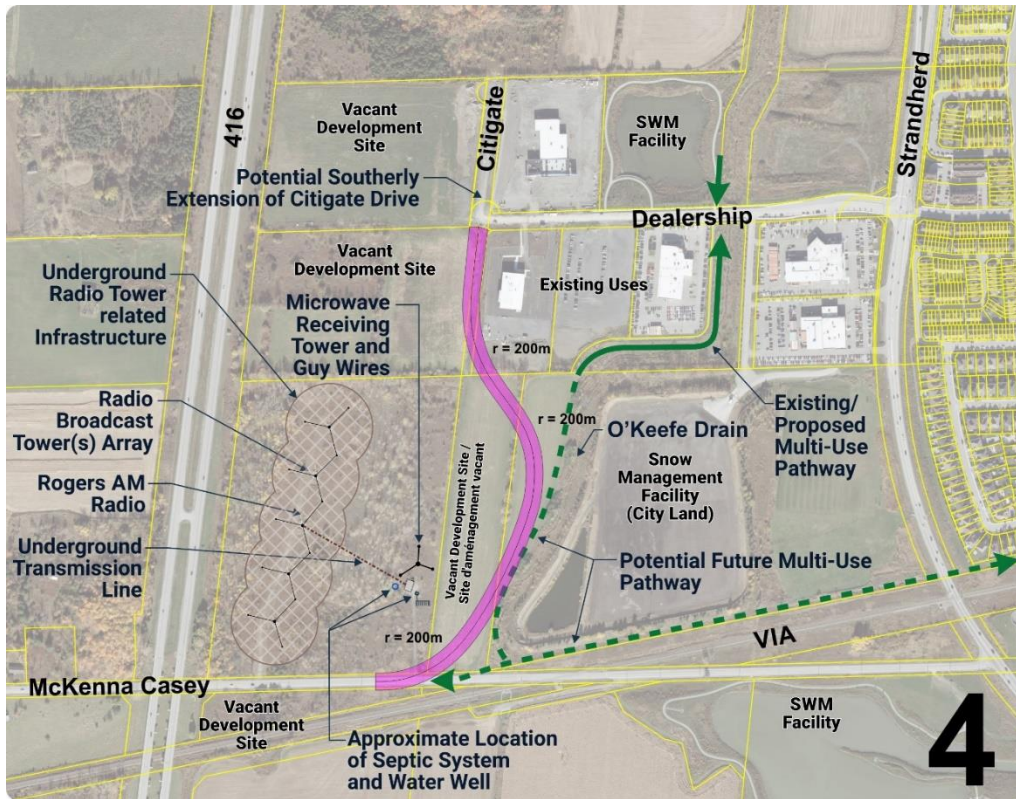 416
Vacant
Development
Site
Citigate
SWM
Facility
Strandherd
Potential Southerly
Extension of Citigate Drive
Dealership
Vacant
Development Site
Underground
Radio Tower
related
Infrastructure
Microwave
Receiving
Tower and
Guy Wires
Existing Uses
r = 200m
Radio
Broadcast
Tower(s) Array
r = 200m
O'Keefe Drain
Existing/
Proposed
Multi-Use
Pathway
Rogers AM
Radio
Snow
Management
Facility
(City Land)
Underground
Transmission
Line
Vacant Development Site /
Site d'aménagement vacant
Potential Future Multi-Use
Pathway
r = 200m
VIA
McKenna Casey
Vacant
Development
Site
SWM
Facility
Approximate Location
of Septic System
and Water Well
4